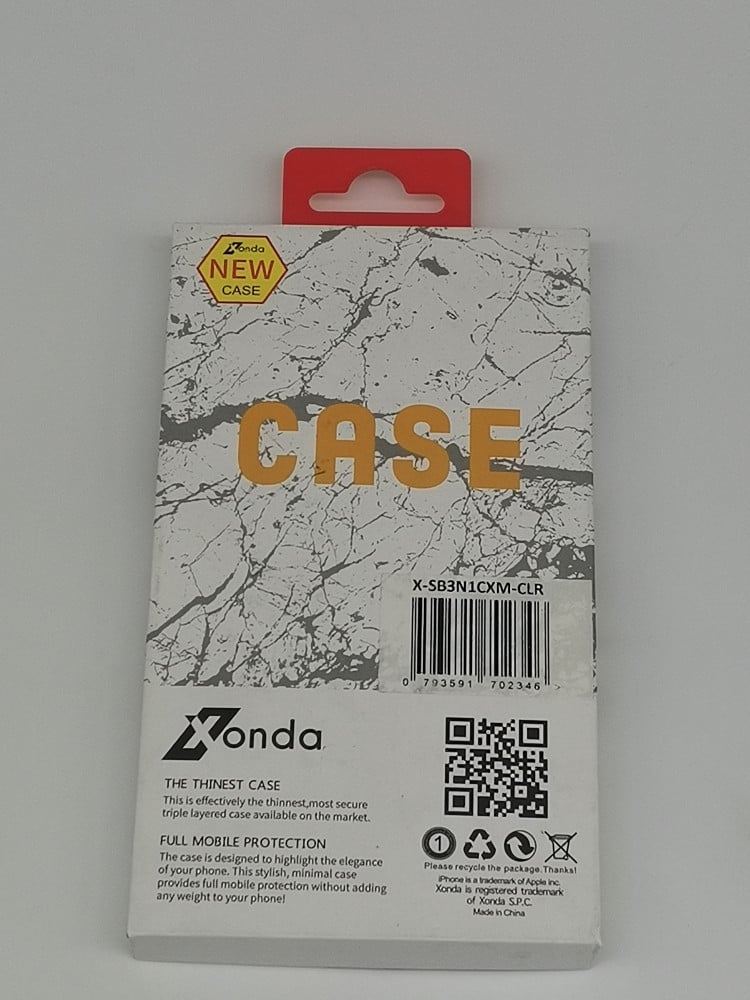 Xonda
NEW
CASE
CASE
X-SB3N1CXM-CLR
0 793591 702346 >
Xonda
THE THINEST CASE
This is effectively the thinnest,most secure
triple layered case available on the market.
FULL MOBILE PROTECTION
The case is designed to highlight the elegance
of your phone. This stylish, minimal case
provides full mobile protection without adding
any weight to your phone!
1
Please recycle the package.Thanks!
iPhone is a trademark of Apple inc.
Xonda is registered trademark
of Xonda S.P.C.
Made in China